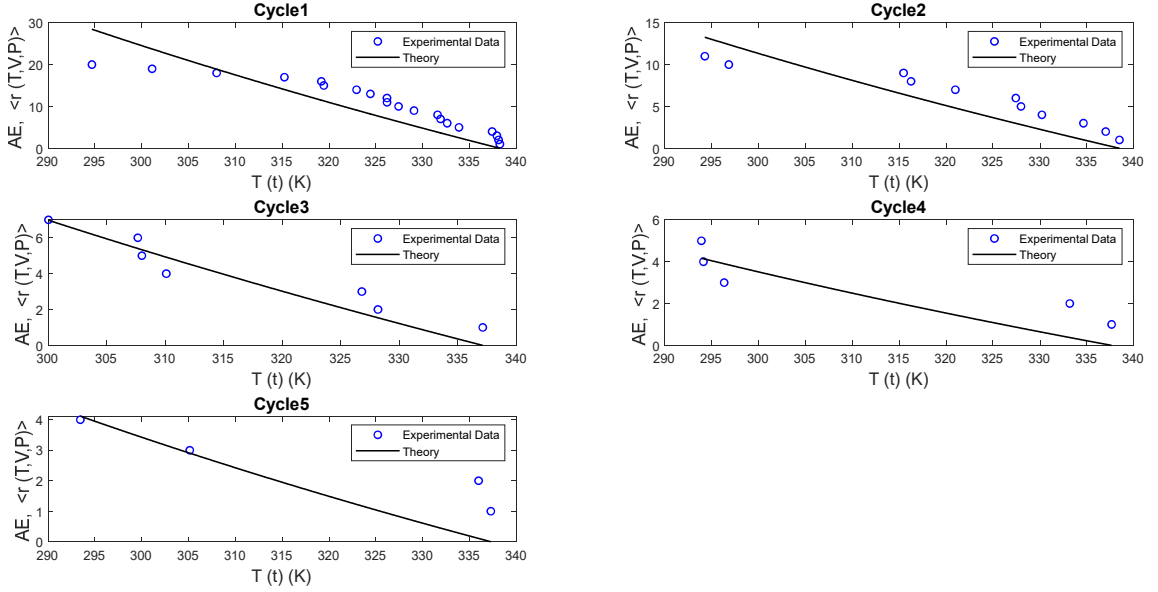 Cycle1
30
20
10
0
AE, <r (T,V,P)>
290 295 300 305 310 315 320 325 330 335 340
T (t) (K)
Experimental Data
Theory
Cycle2
15
10
5
0
AE, <r (T,V,P)>
290 295 300 305 310 315 320 325 330 335 340
T (t) (K)
Experimental Data
Theory
Cycle3
6
4
2
0
AE, <r (T,V,P)>
300 305 310 315 320 325 330 335 340
T (t) (K)
Experimental Data
Theory
Cycle4
6
4
2
0
AE, <r (T,V,P)>
290 295 300 305 310 315 320 325 330 335 340
T (t) (K)
Experimental Data
Theory
Cycle5
4
3
2
1
0
AE, <r (T,V,P)>
290 295 300 305 310 315 320 325 330 335 340
T (t) (K)
Experimental Data
Theory